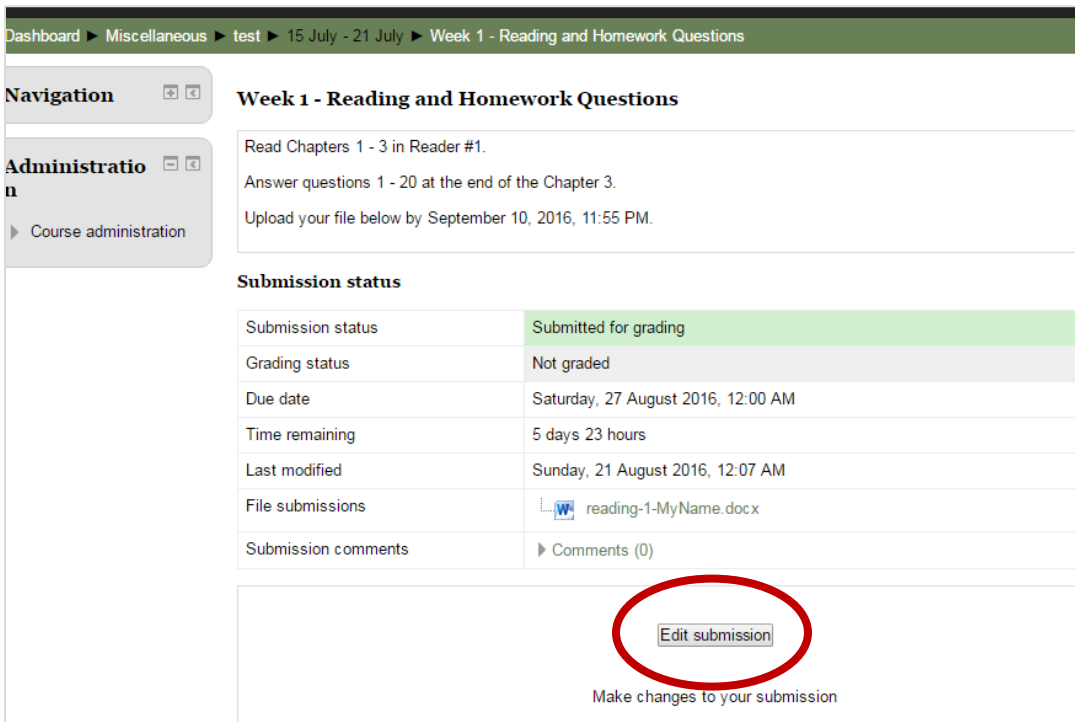 Dashboard ► Miscellaneous ► test ► 15 July - 21 July ► Week 1 - Reading and Homework Questions
Navigation
Administratio
n
Course administration
Week 1 - Reading and Homework Questions
Read Chapters 1 - 3 in Reader #1.
Answer questions 1 - 20 at the end of the Chapter 3.
Upload your file below by September 10, 2016, 11:55 PM.
Submission status
Submission status Submitted for grading
Grading status Not graded
Due date Saturday, 27 August 2016, 12:00 AM
Time remaining 5 days 23 hours
Last modified Sunday, 21 August 2016, 12:07 AM
File submissions reading-1-MyName.docx
Submission comments Comments (0)
Edit submission
Make changes to your submission